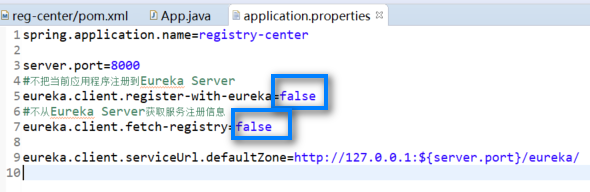 reg-center/pom.xml App.java application.properties
1 spring.application.name=registry-center
2
3 server.port=8000
4 #不把当前应用程序注册到Eureka Server
5 eureka.client.register-with-eureka=false
6 #不从Eureka Server获取服务注册信息
7 eureka.client.fetch-registry=false
8
9 eureka.client.serviceUrl.defaultZone=http://127.0.0.1:${server.port}/eureka/
10